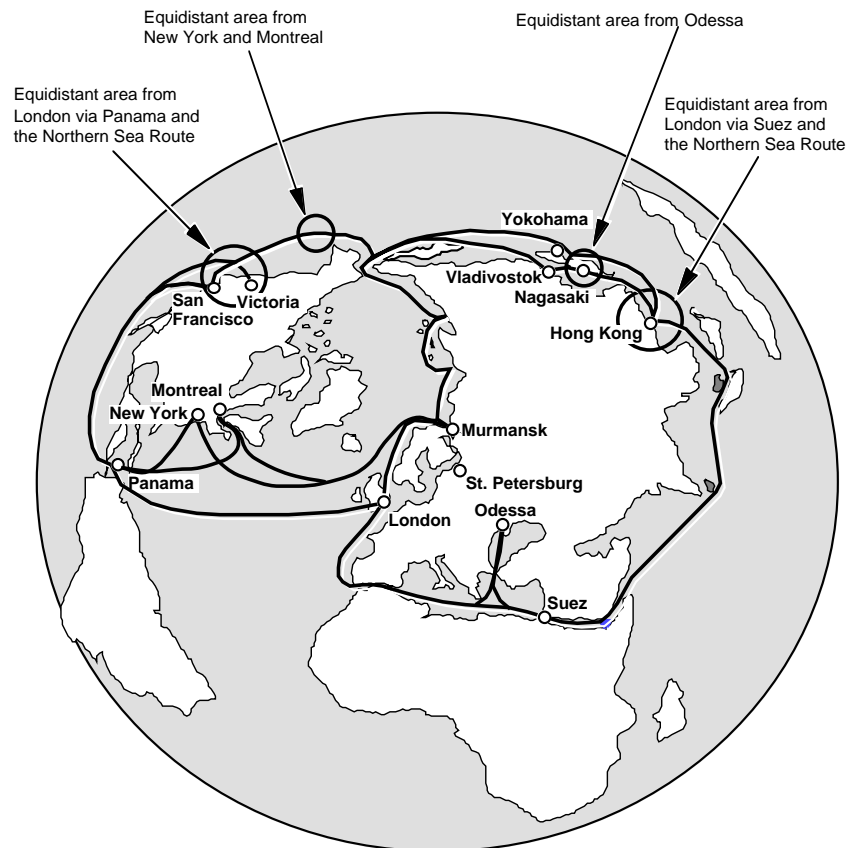 Equidistant area from
New York and Montreal
Equidistant area from Odessa
Equidistant area from
London via Panama and
the Northern Sea Route
Equidistant area from
London via Suez and
the Northern Sea Route
Yokohama
Vladivostok
Nagasaki
San
Francisco
Victoria
Hong Kong
Montreal
New York
Murmansk
Panama
St. Petersburg
Odessa
London
Suez